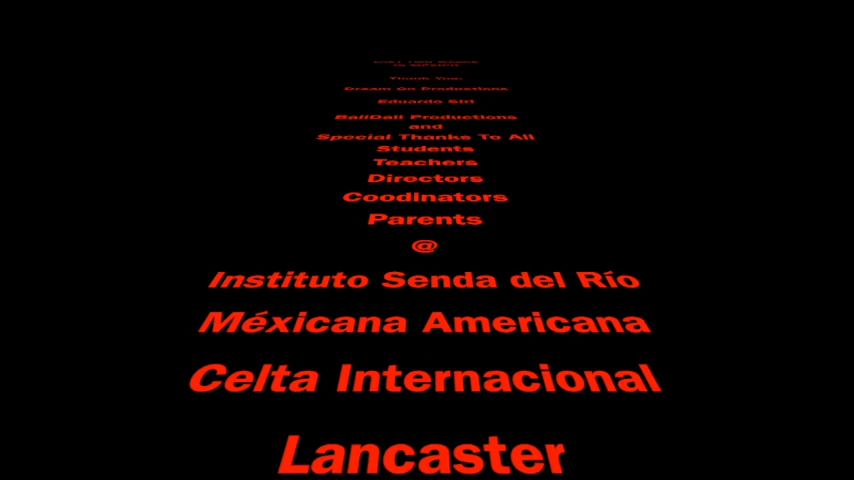 Thank You.
Dream On Productions
Eduardo Siri
BaliDali Productions
and
Special Thanks To All
Students
Teachers
Directors
Coodinators
Parents
@
Instituto Senda del Río
Méxicana Americana
Celta Internacional
Lancaster